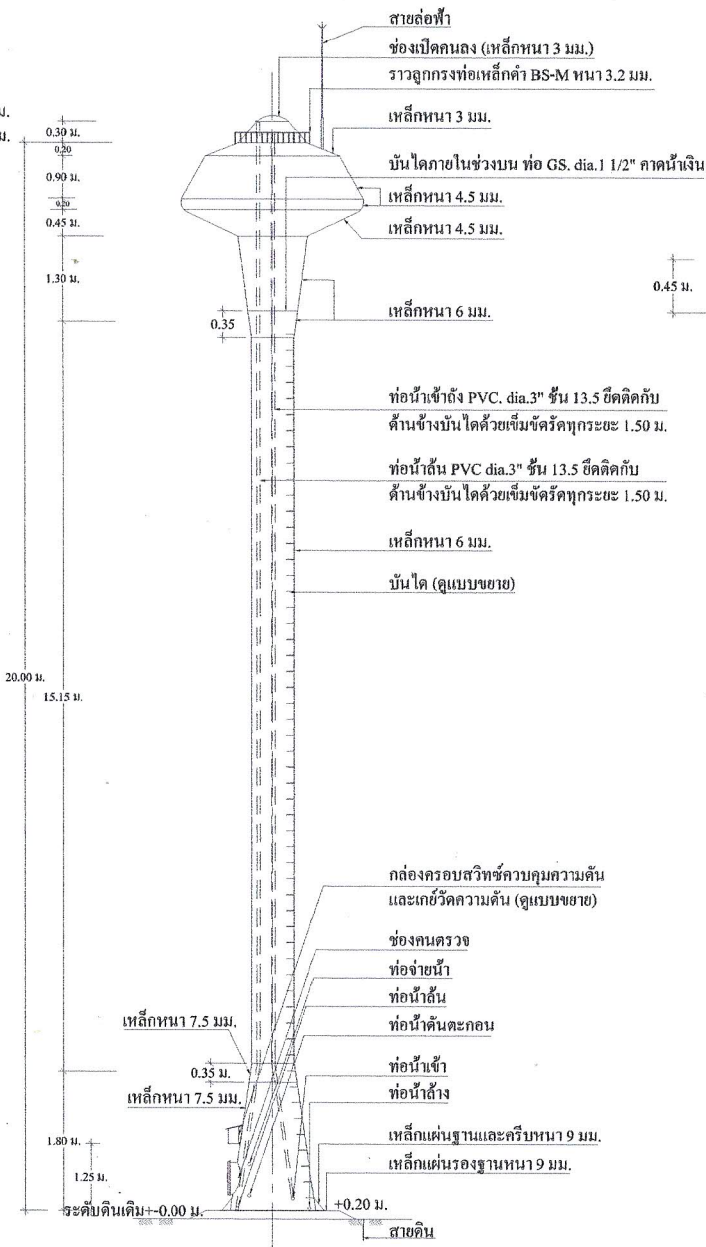 สายล่อฟ้า
ช่องเปิดคนลง (เหล็กหนา 3 มม.)
ราวลูกกรงท่อเหล็กดำ BS-M หนา 3.2 มม.
ม.
ม.
0.30 ม.
เหล็กหนา 3 มม.
0.20
บันไดภายในช่วงบน ท่อ GS. dia.1 1/2" คาดน้ำเงิน
0.90 ม.
เหล็กหนา 4.5 มม.
0.20
0.45 ม.
เหล็กหนา 4.5 มม.
1.30 ม.
0.45 ม.
0.35
เหล็กหนา 6 มม.
ท่อน้ำเข้าถัง PVC. dia.3" ชั้น 13.5 ยึดติดกับ
ด้านข้างบันไดด้วยเข็มขัดรัดทุกระยะ 1.50 ม.
ท่อน้ำล้น PVC dia.3" ชั้น 13.5 ยึดติดกับ
ด้านข้างบันไดด้วยเข็มขัดรัดทุกระยะ 1.50 ม.
เหล็กหนา 6 มม.
บันได (ดูแบบขยาย)
20.00 ม.
15.15 ม.
กล่องครอบสวิทซ์ควบคุมความดัน
และเกย์วัดความดัน (ดูแบบขยาย)
ช่องคนตรวจ
ท่อจ่ายน้ำ
ท่อน้ำล้น
เหล็กหนา 7.5 มม.
ท่อน้ำดันตะกอน
0.35 ม.
ท่อน้ำเข้า
เหล็กหนา 7.5 มม.
ท่อน้ำล้าง
1.80 ม.
เหล็กแผ่นฐานและครีบหนา 9 มม.
เหล็กแผ่นรองฐานหนา 9 มม.
1.25 ม.
ระดับดินเดิม+-0.00 ม.
+0.20 ม.
สายดิน